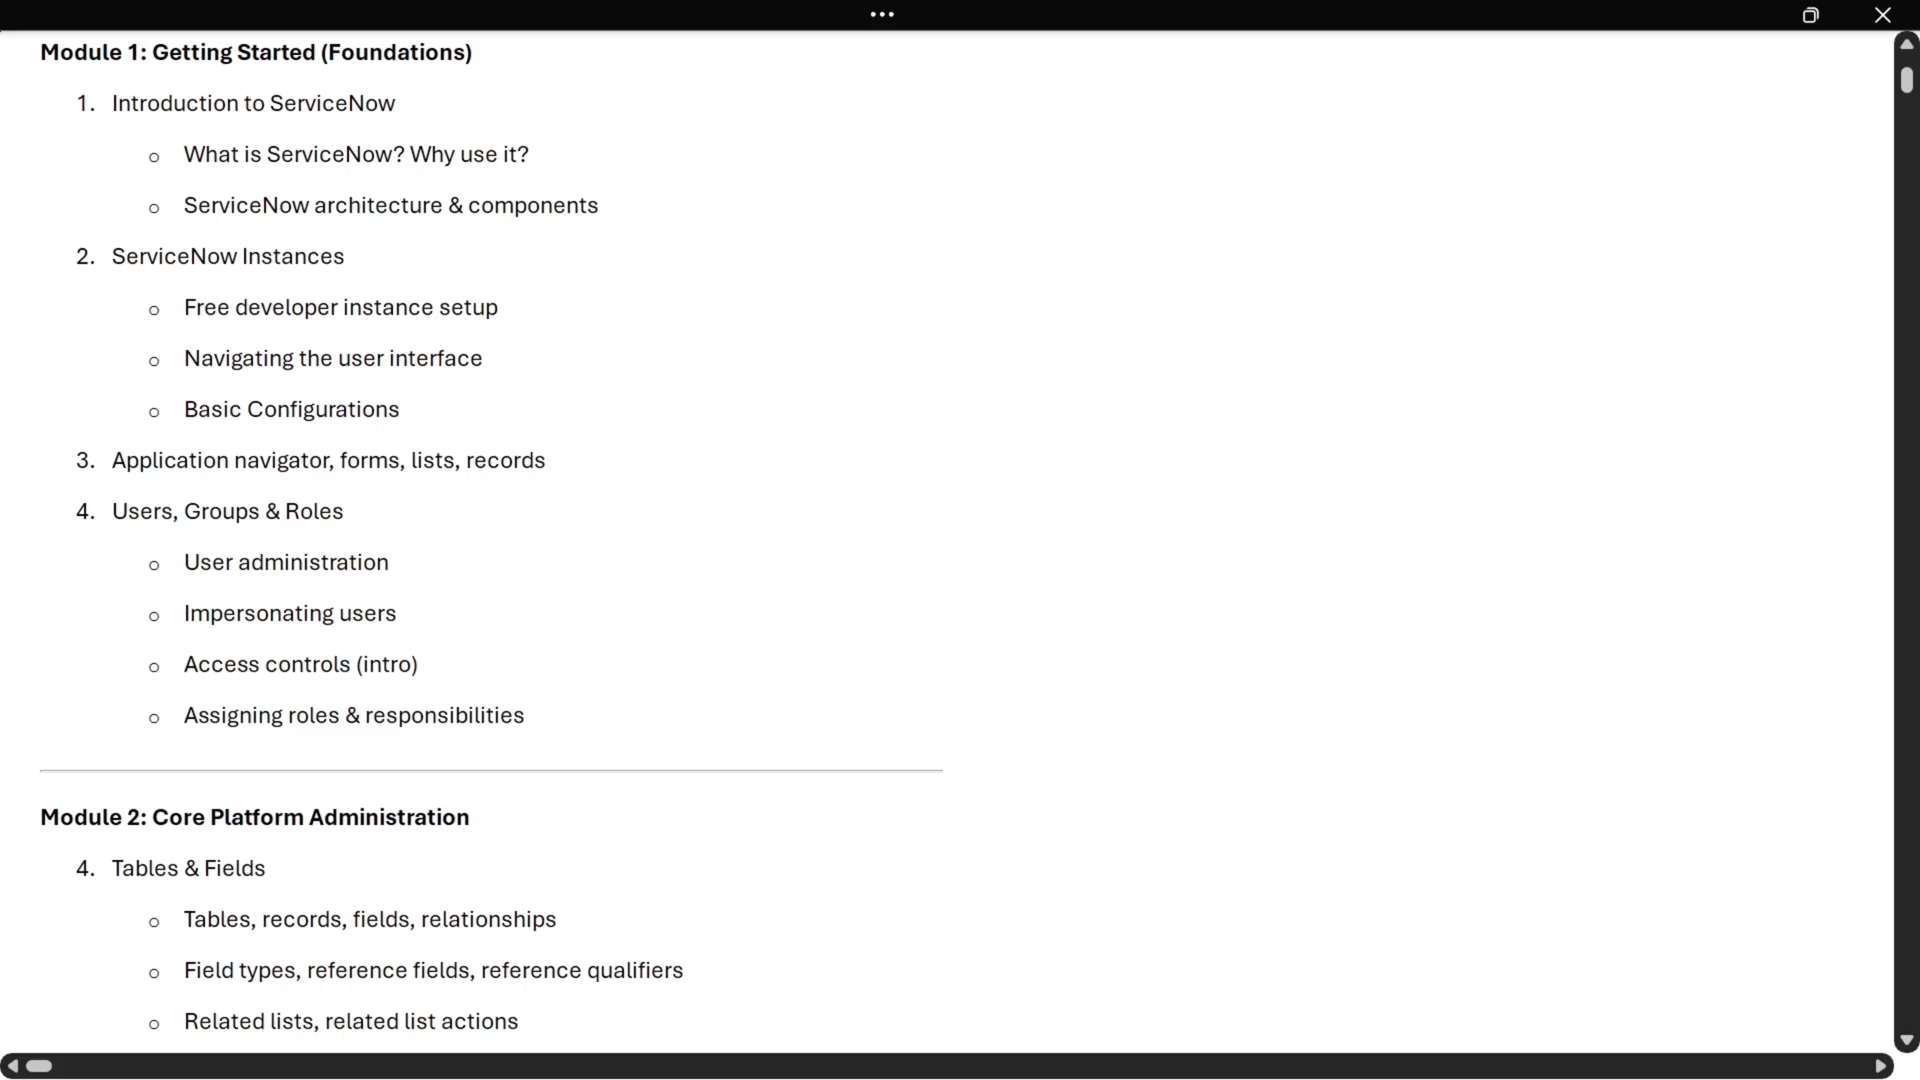 Module 1: Getting Started (Foundations)
1. Introduction to ServiceNow
o What is ServiceNow? Why use it?
o ServiceNow architecture & components
2. ServiceNow Instances
o Free developer instance setup
o Navigating the user interface
o Basic Configurations
3. Application navigator, forms, lists, records
4. Users, Groups & Roles
o User administration
o Impersonating users
o Access controls (intro)
o Assigning roles & responsibilities
Module 2: Core Platform Administration
4. Tables & Fields
o Tables, records, fields, relationships
o Field types, reference fields, reference qualifiers
o Related lists, related list actions